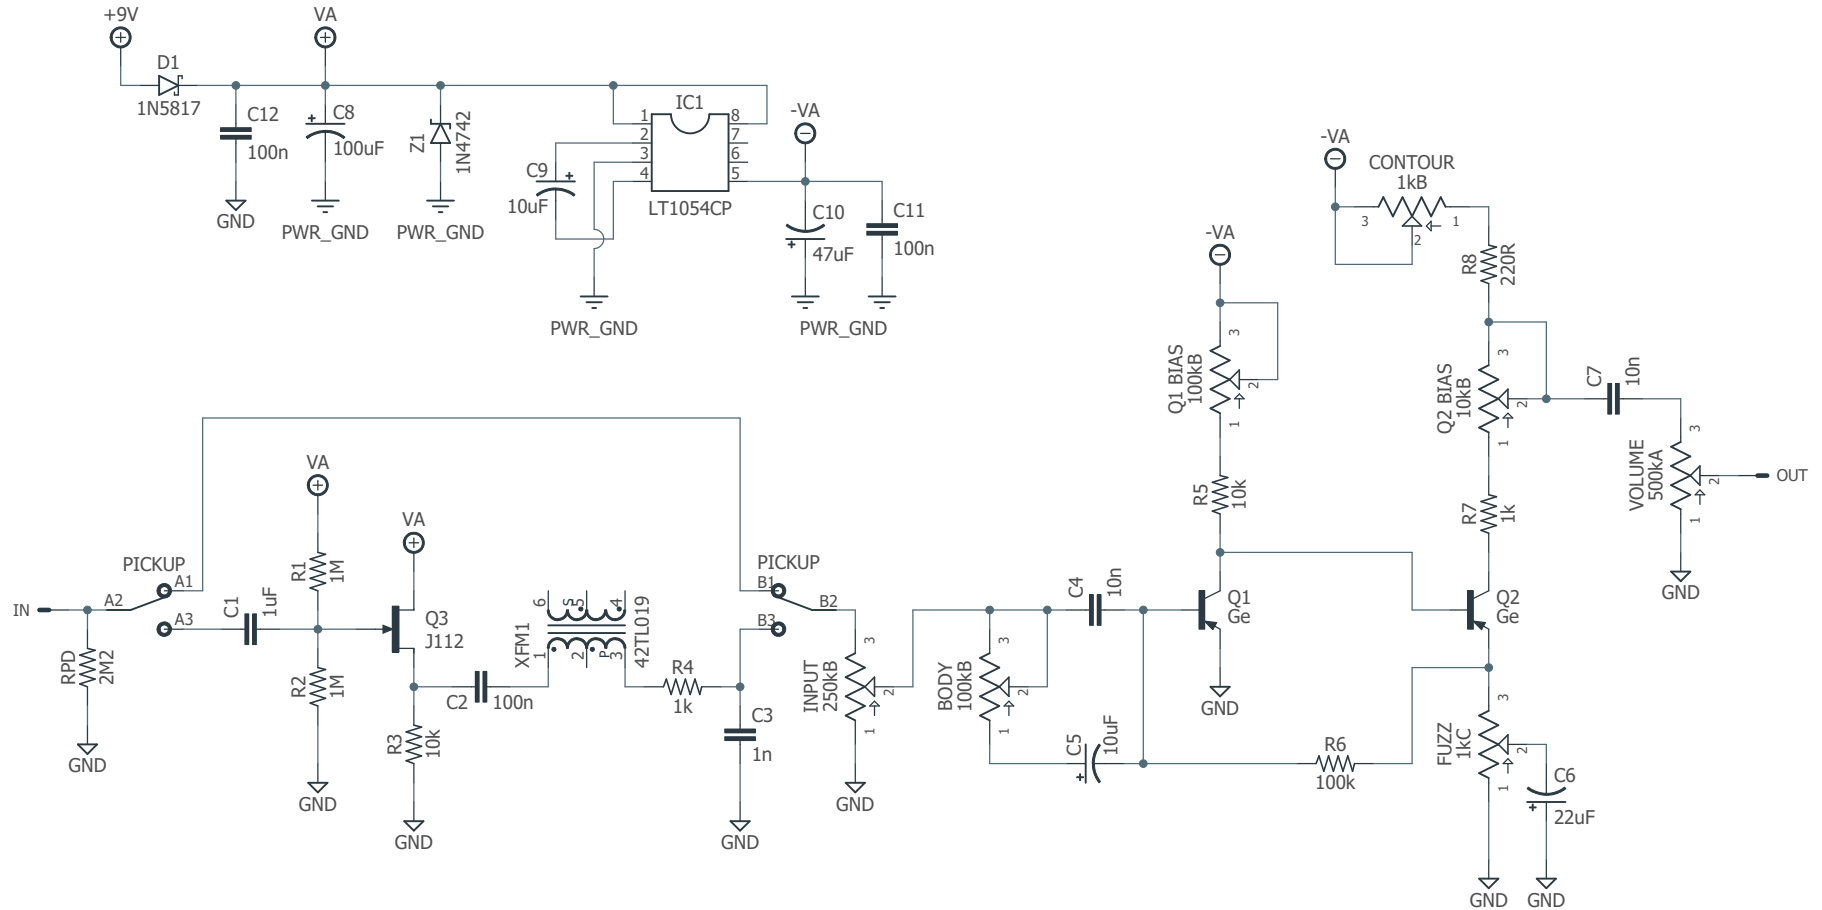 +9V
VA
D1
1N5817
C12
100n
GND
C8
100uF
PWR_GND
Z1
1N4742
PWR_GND
IC1
1
2
3
4
8
7
6
5
LT1054CP
C9
10uF
PWR_GND
-VA
C10
47uF
C11
100n
PWR_GND
-VA
CONTOUR
1kB
3
2
1
R8
220R
-VA
Q1 BIAS
100kB
3
2
1
R5
10k
Q2 BIAS
10kB
3
2
1
R7
1k
C7
10n
VOLUME
500kA
3
2
1
OUT
GND
IN
RPD
2M2
GND
PICKUP
A1
A2
A3
C1
1uF
VA
R1
1M
R2
1M
GND
VA
Q3
J112
R3
10k
GND
C2
100n
XFM1
6
S
5
4
1
2
P
3
42TL019
R4
1k
C3
1n
GND
PICKUP
B1
B2
B3
INPUT
250kB
3
2
1
GND
BODY
100kB
3
2
1
C4
10n
C5
10uF
Q1
Ge
GND
R6
100k
Q2
Ge
FUZZ
1kC
3
2
1
C6
22uF
GND
GND